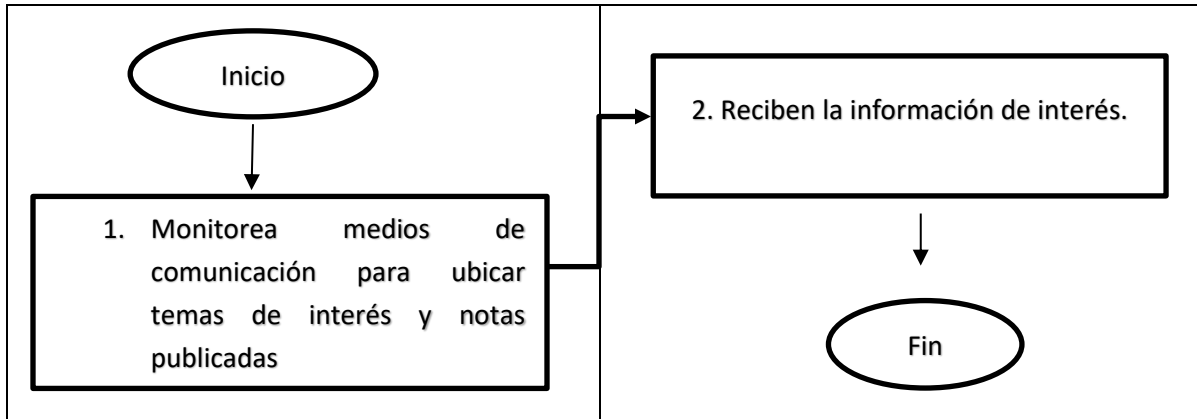 Inicio
1. Monitorea medios de
comunicación para ubicar
temas de interés y notas
publicadas
2. Reciben la información de interés.
Fin